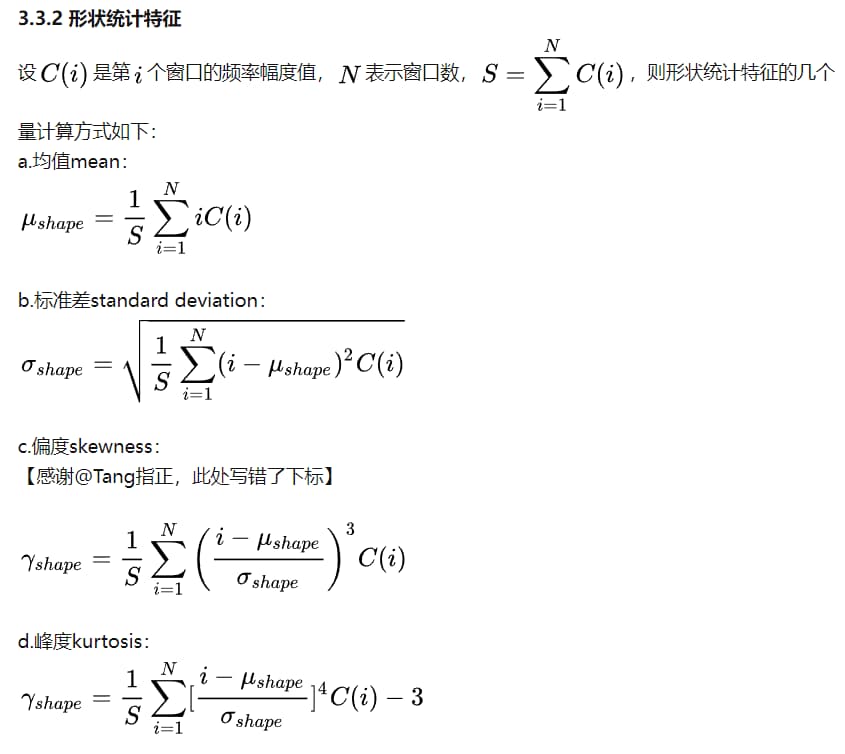 3.3.2 形状统计特征
设 $C(i)$ 是第 $i$ 个窗口的频率幅度值， $N$ 表示窗口数， $S = \sum_{i=1}^{N} C(i)$ ，则形状统计特征的几个
量计算方式如下：
a.均值mean：
$\mu_{shape} = \frac{1}{S} \sum_{i=1}^{N} iC(i)$
b.标准差standard deviation：
$\sigma_{shape} = \sqrt{\frac{1}{S} \sum_{i=1}^{N} (i - \mu_{shape})^2 C(i)}$
c.偏度skewness：
【感谢@Tang指正，此处写错了下标】
$\gamma_{shape} = \frac{1}{S} \sum_{i=1}^{N} \left( \frac{i - \mu_{shape}}{\sigma_{shape}} \right)^3 C(i)$
d.峰度kurtosis：
$\gamma_{shape} = \frac{1}{S} \sum_{i=1}^{N} [\frac{i - \mu_{shape}}{\sigma_{shape}}]^4 C(i) - 3$